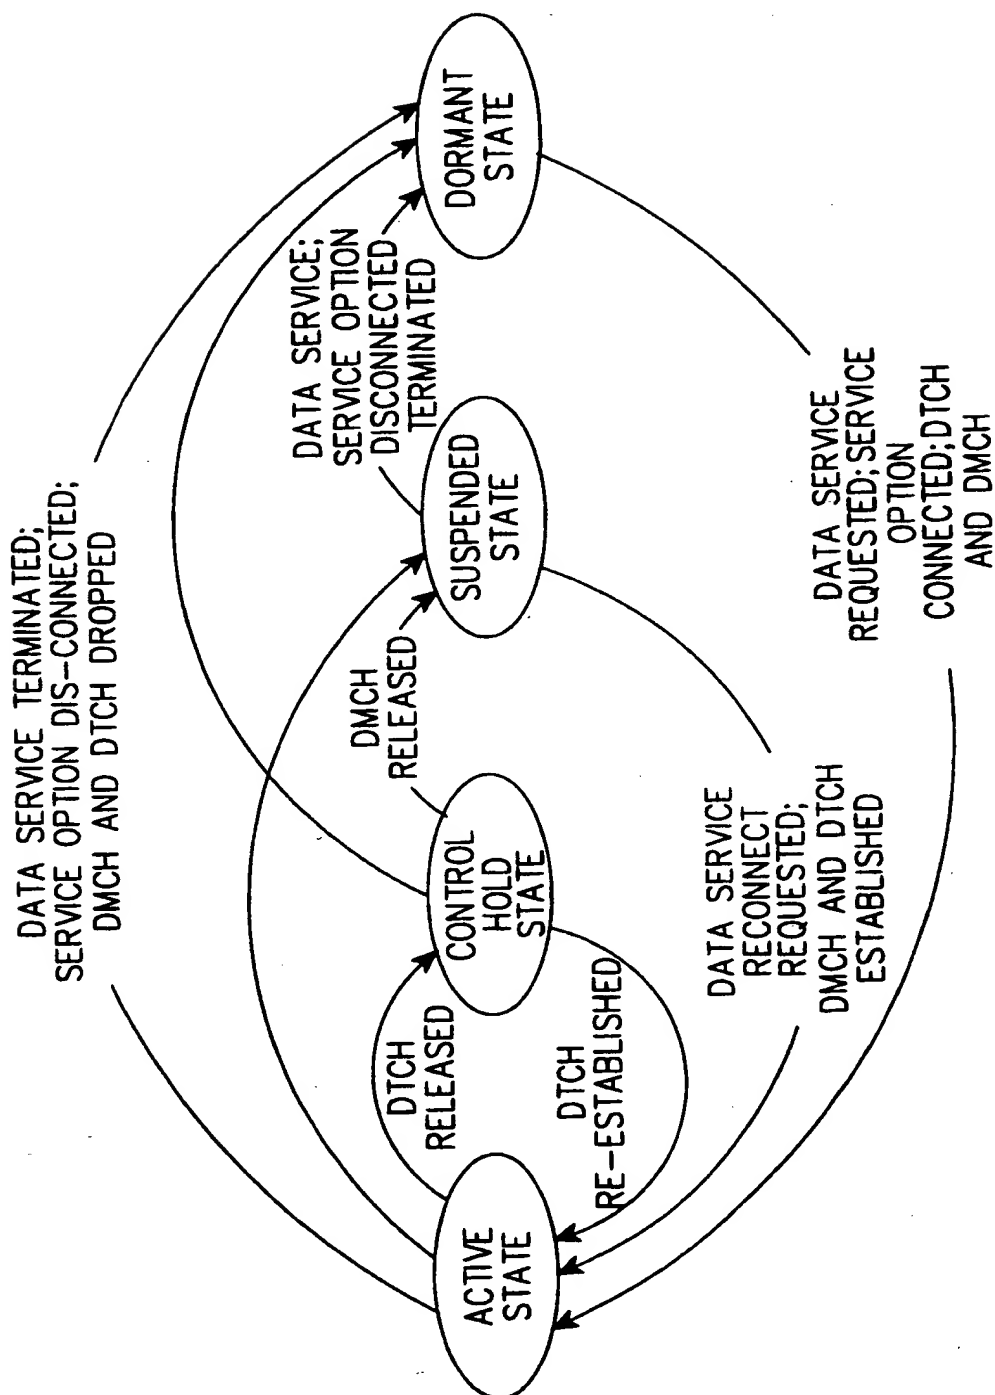 DATA SERVICE TERMINATED;
SERVICE OPTION DIS-CONNECTED;
DMCH AND DTCH DROPPED
DATA SERVICE;
SERVICE OPTION
DISCONNECTED
TERMINATED
DMCH
RELEASED
DTCH
RELEASED
ACTIVE
STATE
CONTROL
HOLD
STATE
SUSPENDED
STATE
DORMANT
STATE
DTCH
RE-ESTABLISHED
DATA SERVICE
RECONNECT
REQUESTED;
DMCH AND DTCH
ESTABLISHED
DATA SERVICE
REQUESTED;SERVICE
OPTION
CONNECTED;DTCH
AND DMCH